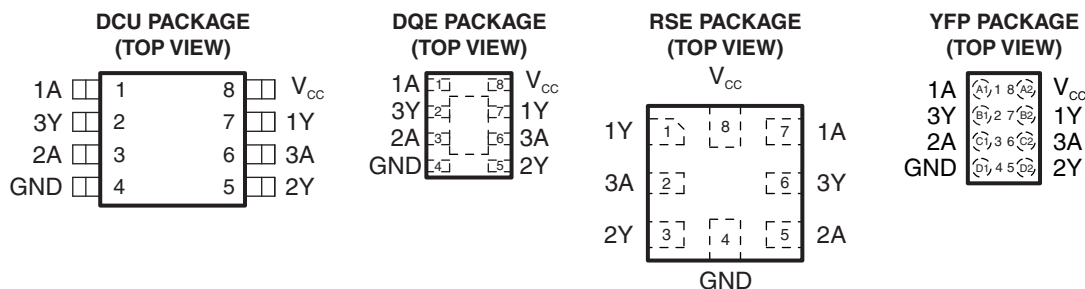 DCU PACKAGE
(TOP VIEW)
1A 1 8 VCC
3Y 2 7 1Y
2A 3 6 3A
GND 4 5 2Y
DQE PACKAGE
(TOP VIEW)
1A 1 8 VCC
3Y 2 7 1Y
2A 3 6 3A
GND 4 5 2Y
RSE PACKAGE
(TOP VIEW)
VCC
1Y 1 8 7 1A
3A 2 6 3Y
2Y 3 4 5 2A
GND
YFP PACKAGE
(TOP VIEW)
1A A1 1 8 A2 VCC
3Y B1 2 7 B2 1Y
2A C1 3 6 C2 3A
GND D1 4 5 D2 2Y